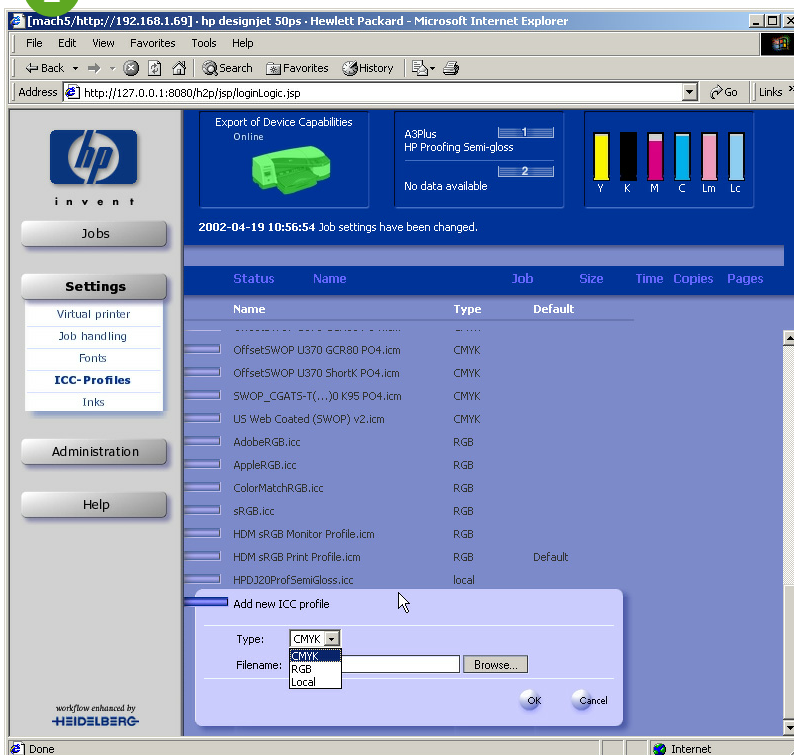 [mach5/http://192.168.1.69] - hp designjet 50ps - Hewlett Packard - Microsoft Internet Explorer
File Edit View Favorites Tools Help
Back Search Favorites History
Address http://127.0.0.1:8080/h2p/jsp/loginLogic.jsp Go Links »
hp
invent
Export of Device Capabilities
Online
A3Plus 1
HP Proofing Semi-gloss
2
No data available
Y K M C Lm Lc
2002-04-19 10:56:54 Job settings have been changed.
Jobs
Settings
Virtual printer
Job handling
Fonts
ICC-Profiles
Inks
Administration
Help
workflow enhanced by
HEIDELBERG
Status Name Job Size Time Copies Pages
Name Type Default
OffsetSWOP U370 GCR80 PO4.icm CMYK
OffsetSWOP U370 ShortK PO4.icm CMYK
SWOP_CGATS-T(...)0 K95 PO4.icm CMYK
US Web Coated (SWOP) v2.icm CMYK
AdobeRGB.icc RGB
AppleRGB.icc RGB
ColorMatchRGB.icc RGB
sRGB.icc RGB
HDM sRGB Monitor Profile.icm RGB
HDM sRGB Print Profile.icm RGB Default
HPDJ20ProfSemiGloss.icc local
Add new ICC profile
Type: CMYK
CMYK
RGB
Local
Filename: Browse...
OK Cancel
Done Internet